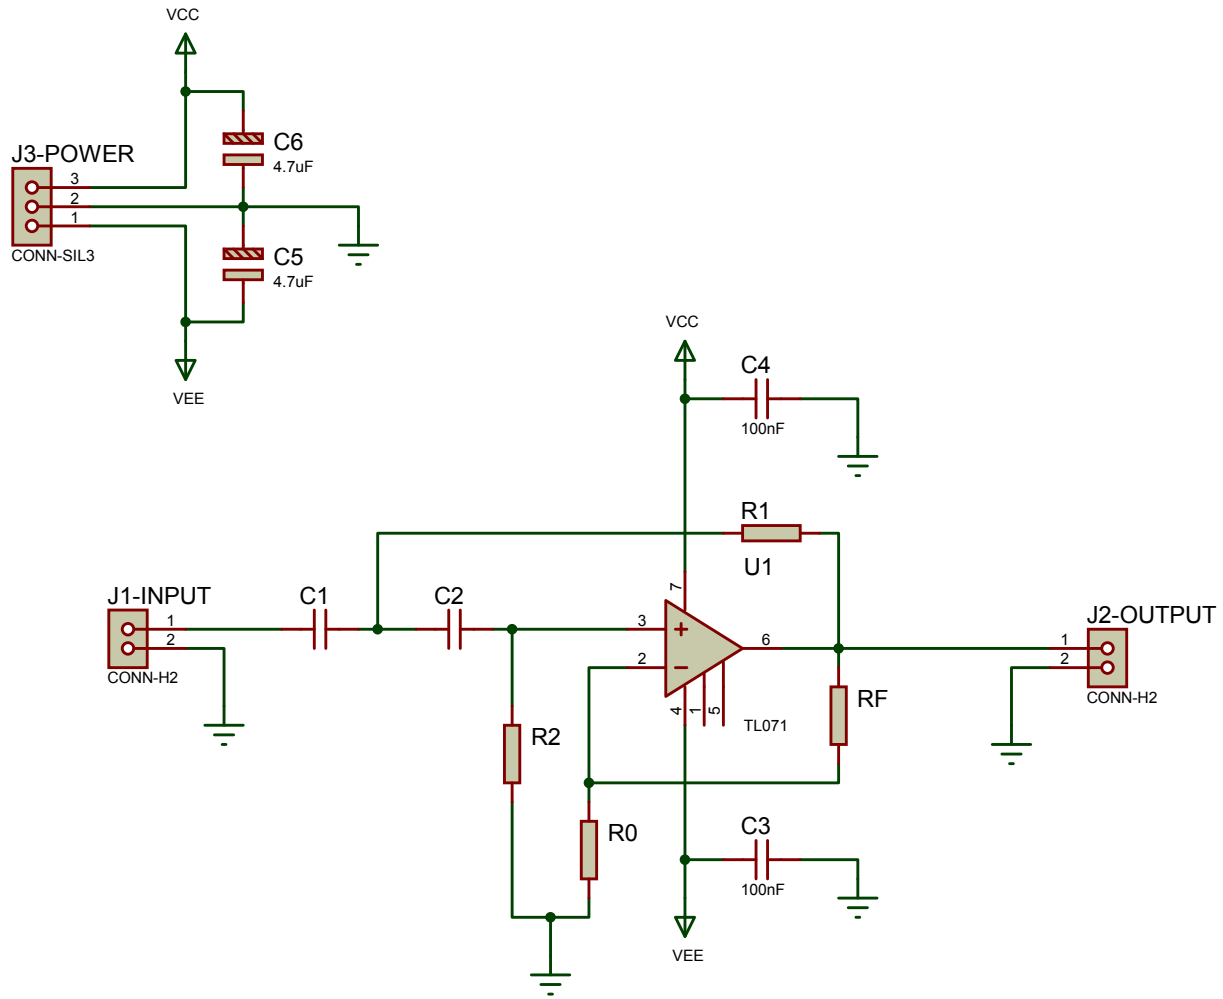 VCC
J3-POWER
3
2
1
CONN-SIL3
C6
4.7uF
C5
4.7uF
VEE
VCC
C4
100nF
R1
U1
J1-INPUT
1
2
CONN-H2
C1
C2
3
2
7
6
4
1
5
TL071
J2-OUTPUT
1
2
CONN-H2
RF
R2
R0
C3
100nF
VEE